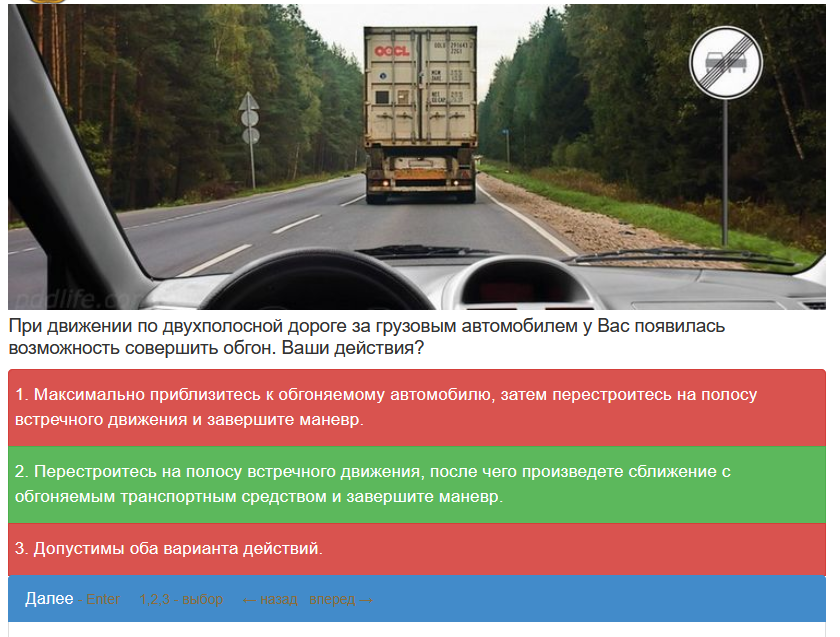 OOCL
pddlife.com
При движении по двухполосной дороге за грузовым автомобилем у Вас появилась
возможность совершить обгон. Ваши действия?
1. Максимально приблизитесь к обгоняемому автомобилю, затем перестроитесь на полосу
встречного движения и завершите маневр.
2. Перестроитесь на полосу встречного движения, после чего произведете сближение с
обгоняемым транспортным средством и завершите маневр.
3. Допустимы оба варианта действий.
Далее - Enter 1,2,3 - выбор ← назад вперед →